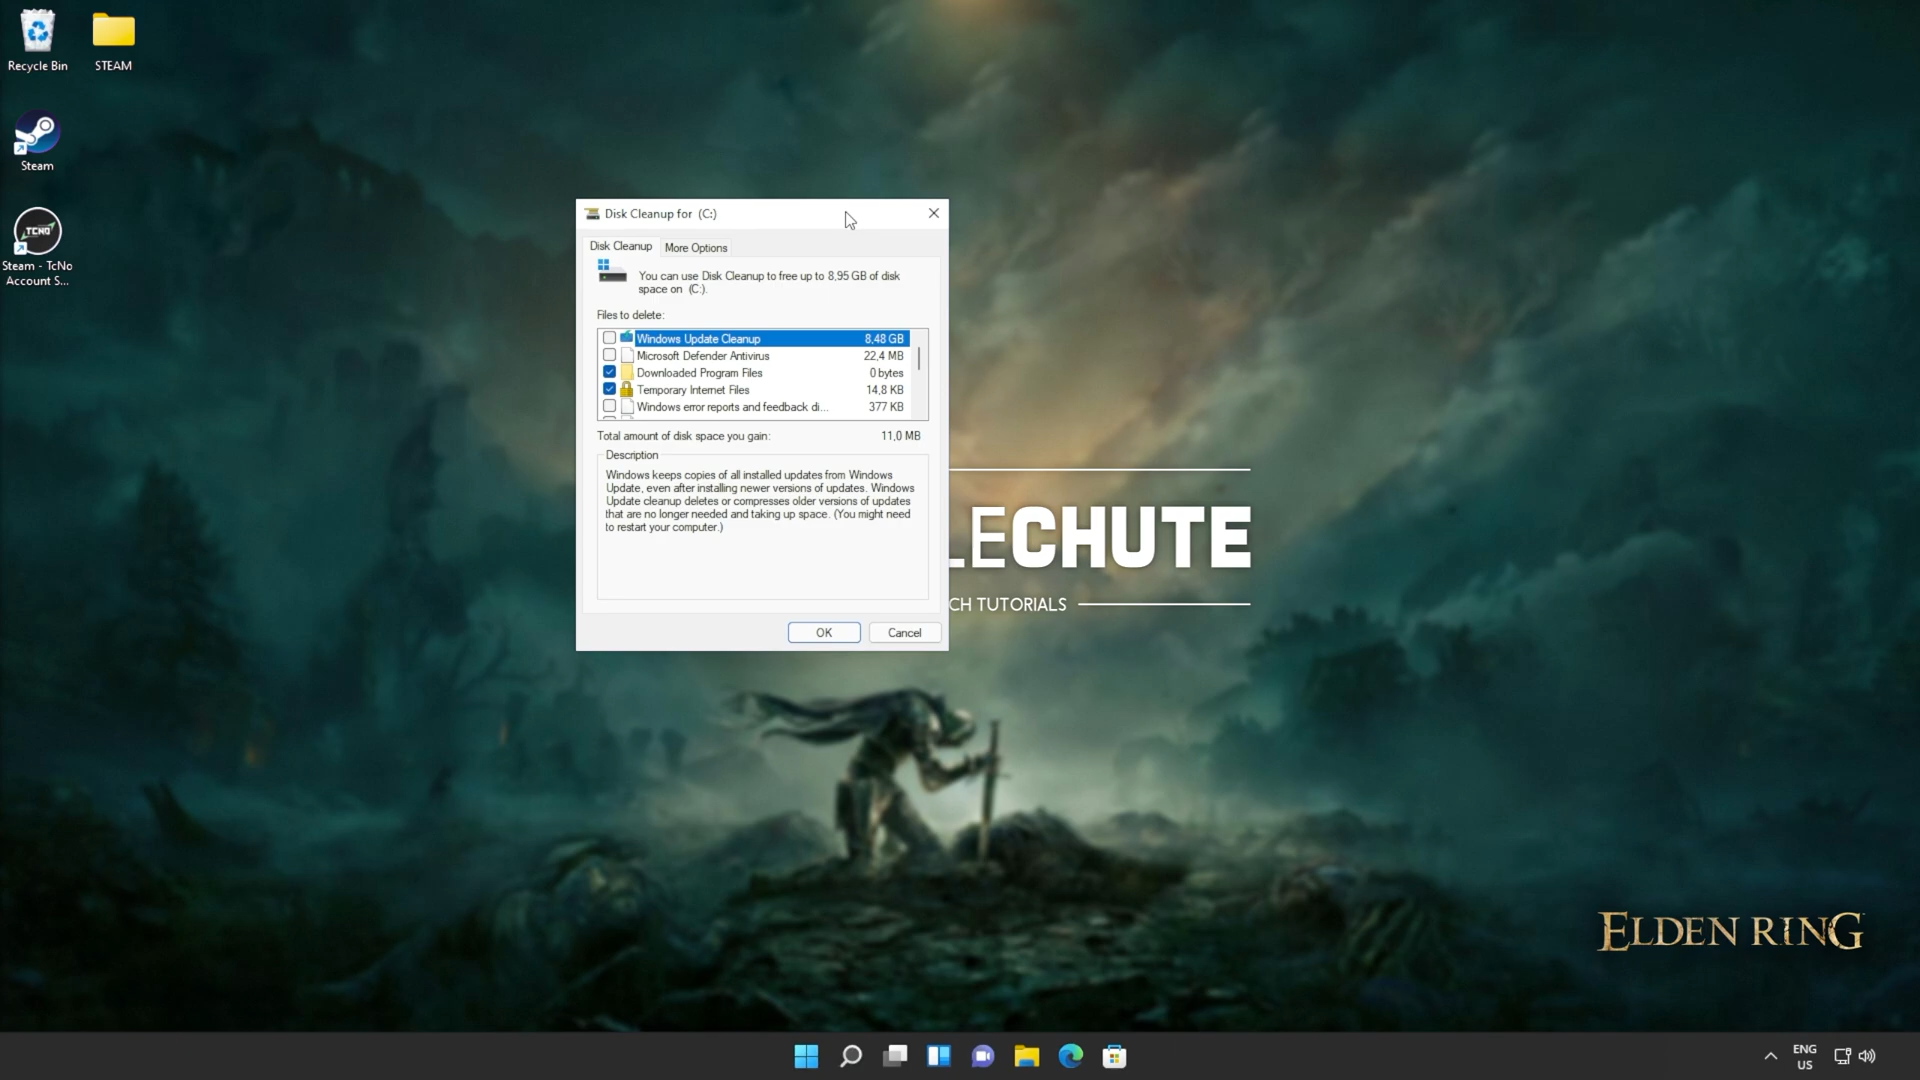 Recycle Bin
STEAM
Steam
TCNO
Steam - TcNo
Account S...
Disk Cleanup for (C:)
Disk Cleanup
More Options
You can use Disk Cleanup to free up to 8,95 GB of disk
space on (C:).
Files to delete:
Windows Update Cleanup 8,48 GB
Microsoft Defender Antivirus 22,4 MB
Downloaded Program Files 0 bytes
Temporary Internet Files 14,8 KB
Windows error reports and feedback di... 377 KB
Total amount of disk space you gain: 11,0 MB
Description
Windows keeps copies of all installed updates from Windows
Update, even after installing newer versions of updates. Windows
Update cleanup deletes or compresses older versions of updates
that are no longer needed and taking up space. (You might need
to restart your computer.)
OK
Cancel
LECHUTE
CH TUTORIALS
ELDEN RING
ENG
US